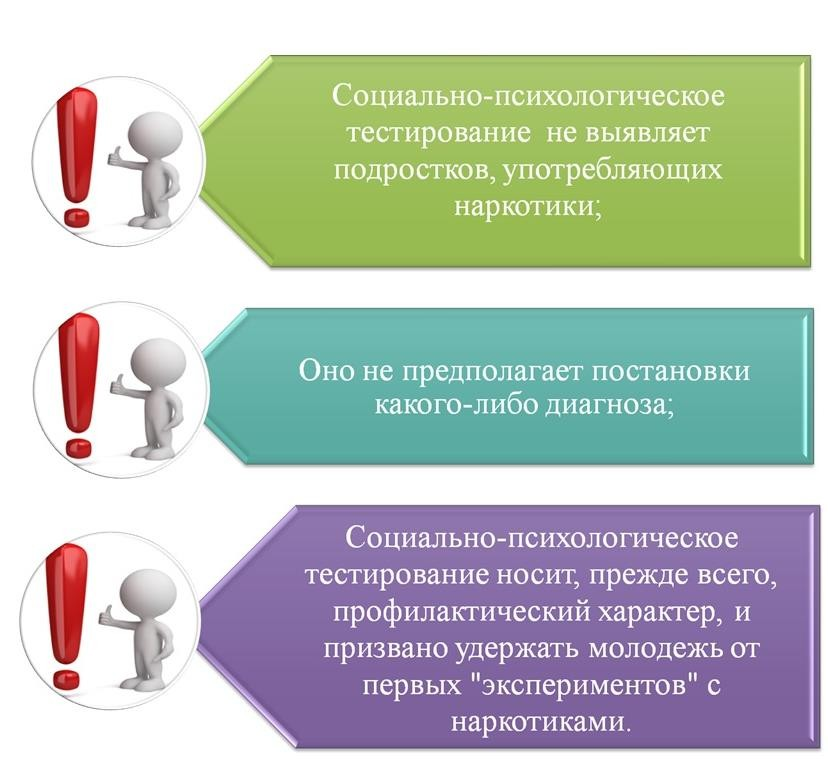 Социально-психологическое
тестирование не выявляет
подростков, употребляющих
наркотики;
Оно не предполагает постановки
какого-либо диагноза;
Социально-психологическое
тестирование носит, прежде всего,
профилактический характер, и
призвано удержать молодежь от
первых "экспериментов" с
наркотиками.